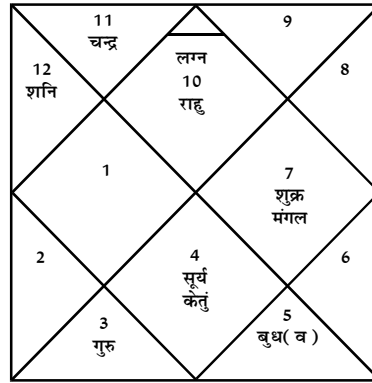 11
चन्द्र
9
लग्न
10
राहु
12
शनि
8
1
7
शुक्र
मंगल
2
4
सूर्य
केतुं
6
3
गुरु
5
बुध( व )